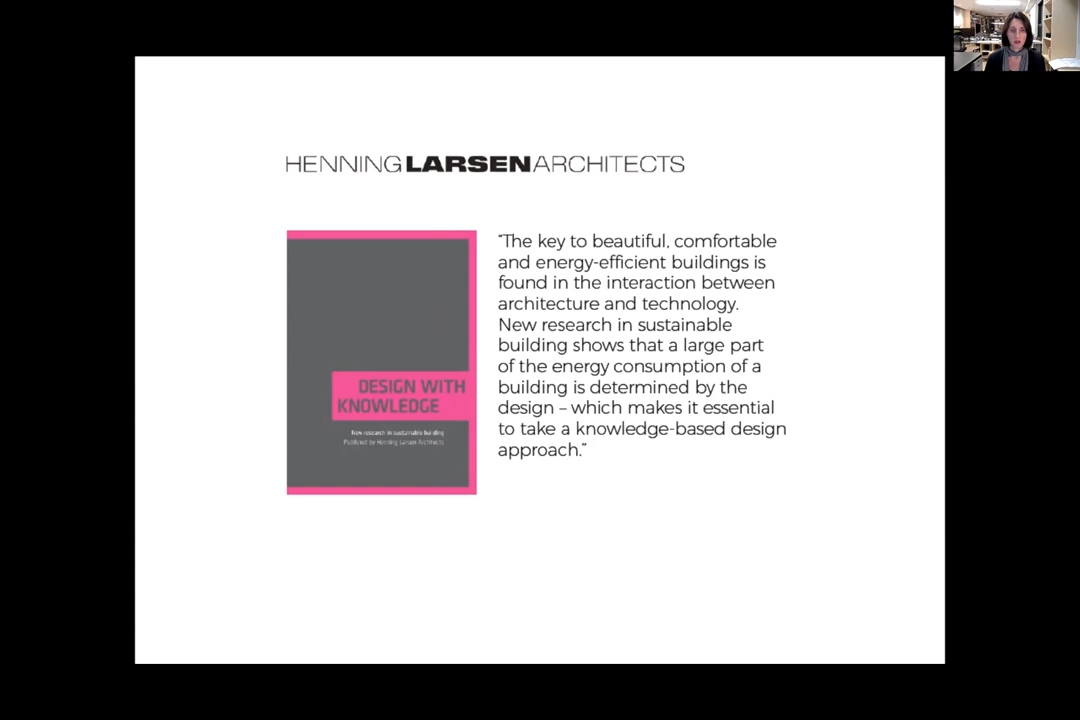 HENNING LARSEN ARCHITECTS
DESIGN WITH
KNOWLEDGE
New research in sustainable building
Published by Henning Larsen Architects
“The key to beautiful, comfortable
and energy-efficient buildings is
found in the interaction between
architecture and technology.
New research in sustainable
building shows that a large part
of the energy consumption of a
building is determined by the
design – which makes it essential
to take a knowledge-based design
approach.”